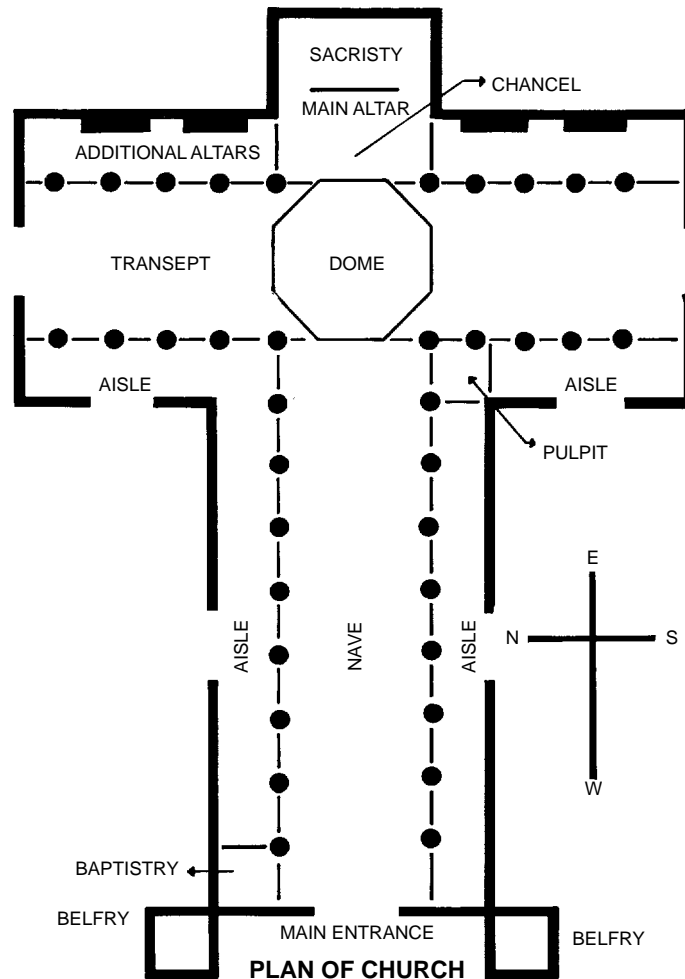 SACRISTY
CHANCEL
MAIN ALTAR
ADDITIONAL ALTARS
TRANSEPT
DOME
AISLE
AISLE
PULPIT
E
N
S
W
AISLE
NAVE
AISLE
BAPTISTRY
BELFRY
MAIN ENTRANCE
BELFRY
PLAN OF CHURCH